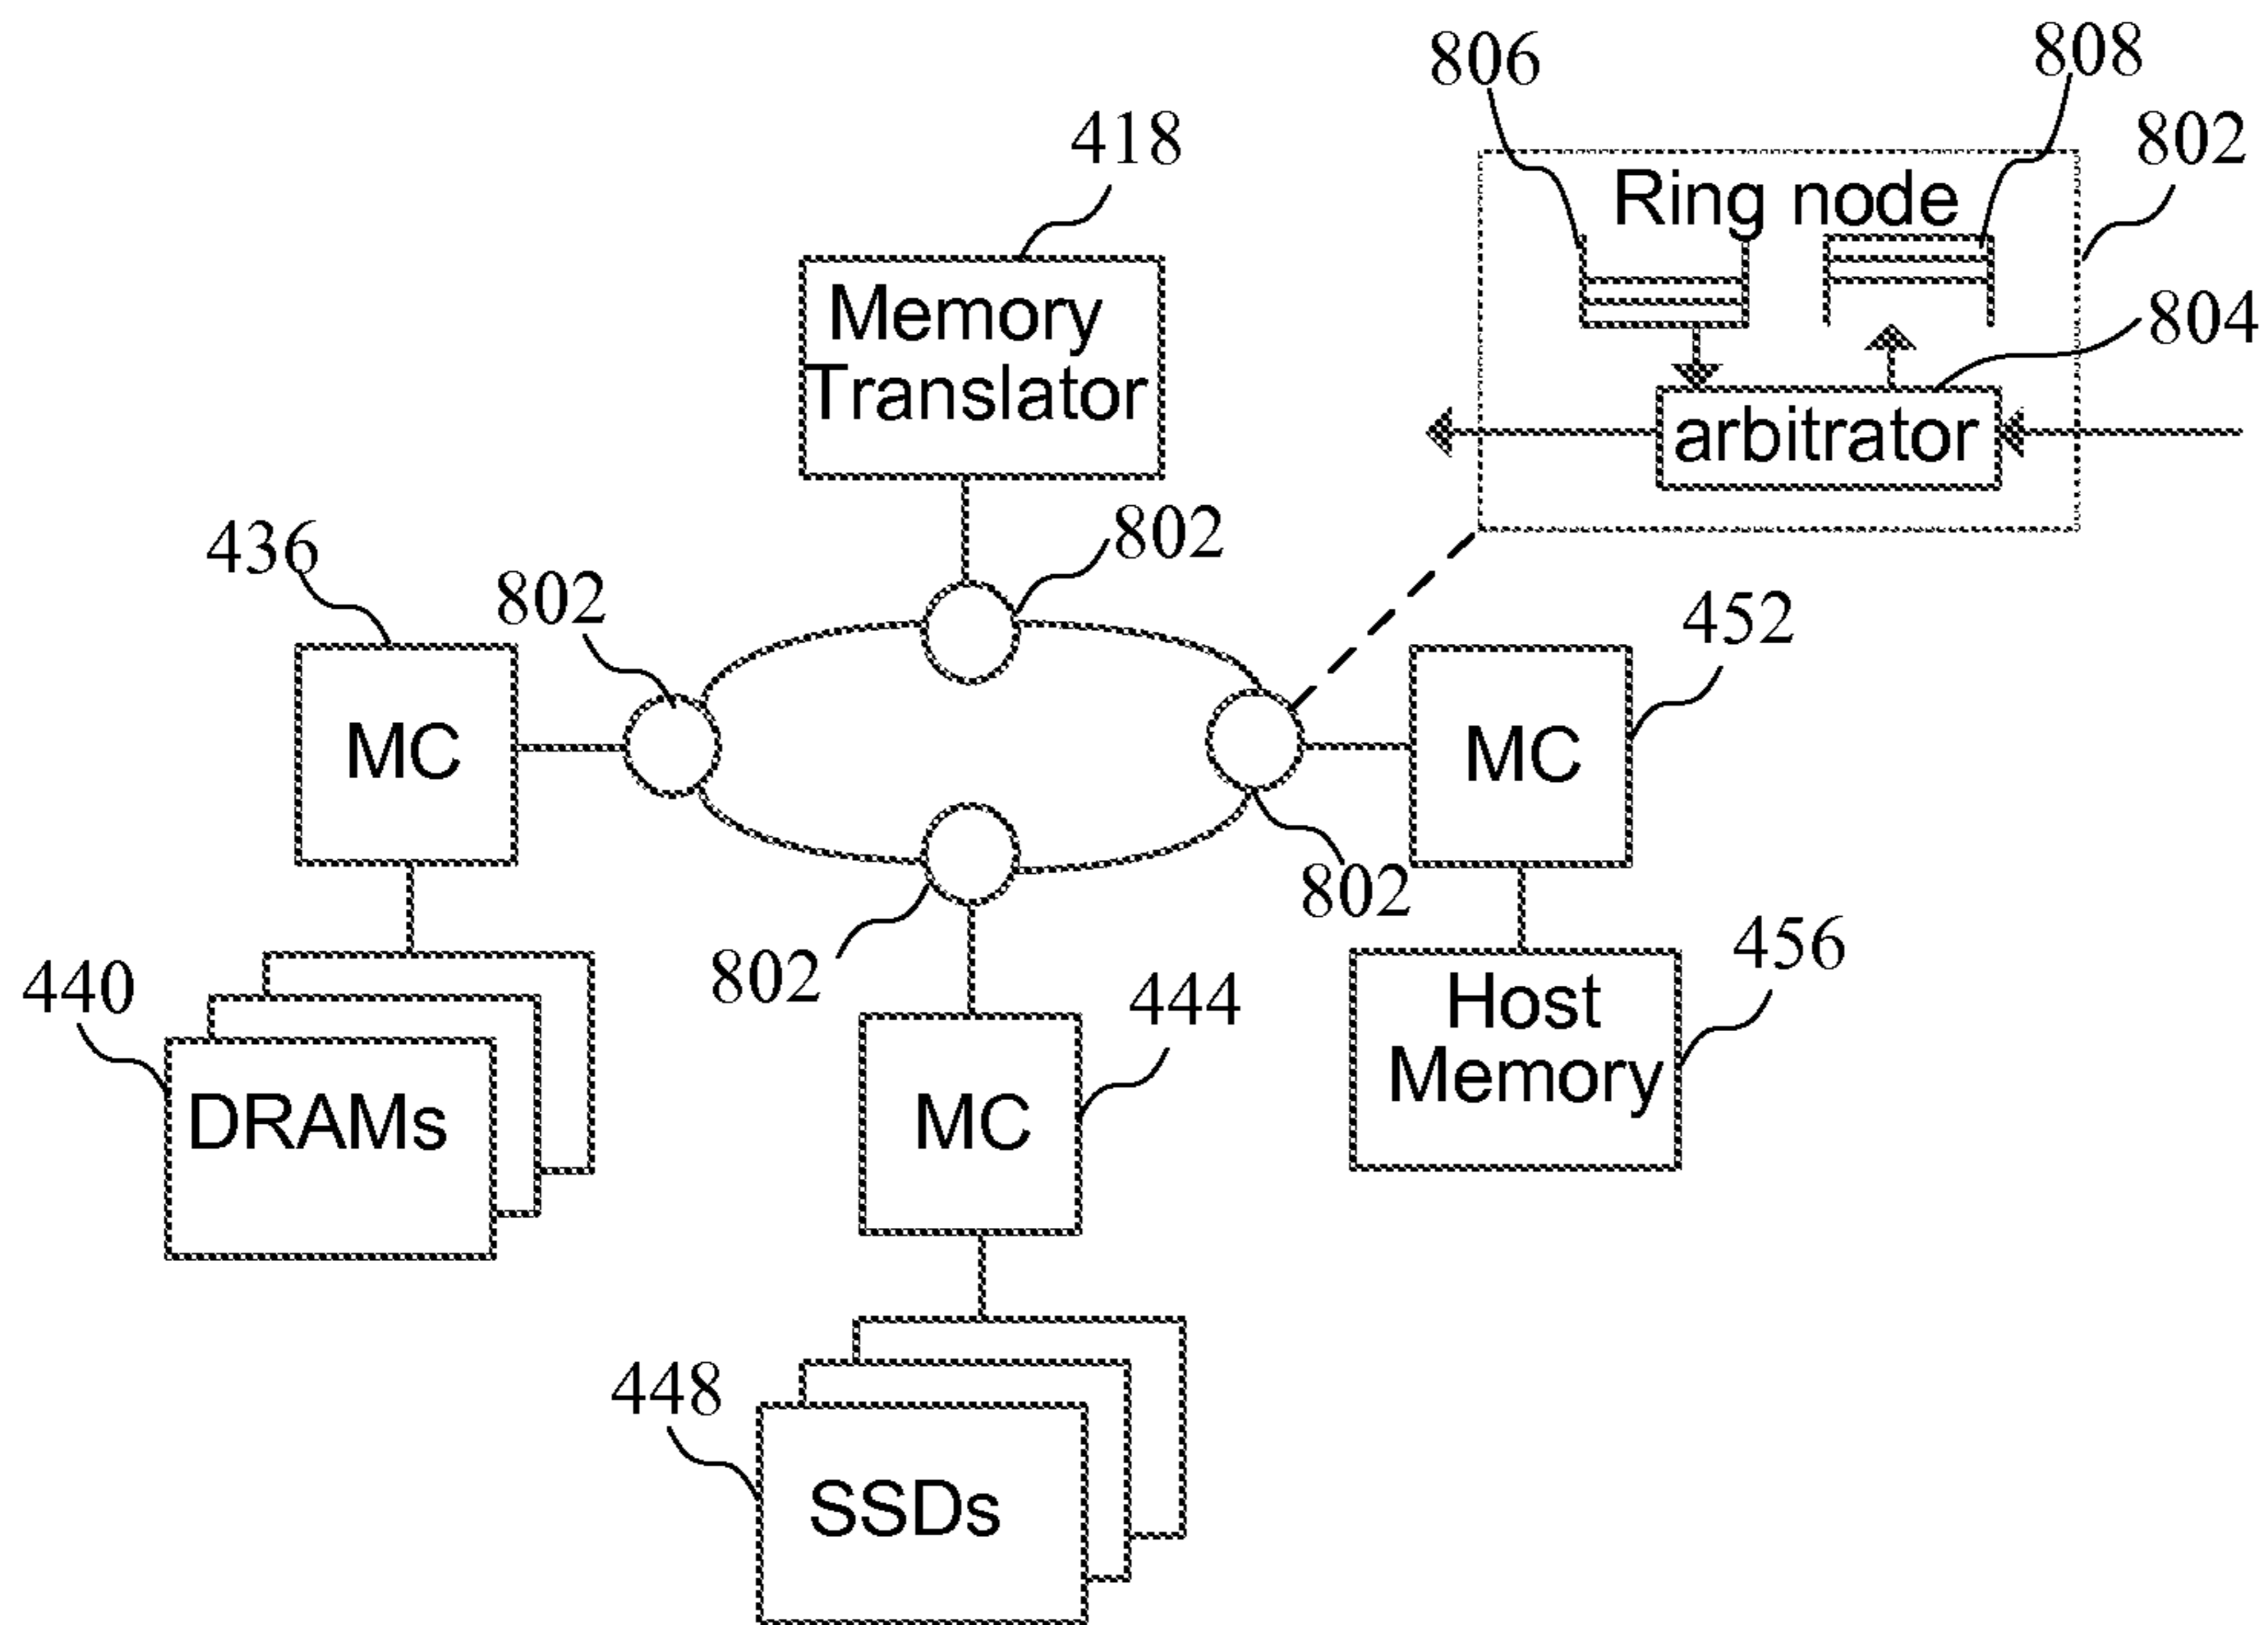 806
808
802
Ring node
418
804
Memory
Translator
arbitrator
436
802
802
452
MC
MC
802
802
440
DRAMs
444
MC
456
Host
Memory
448
SSDs